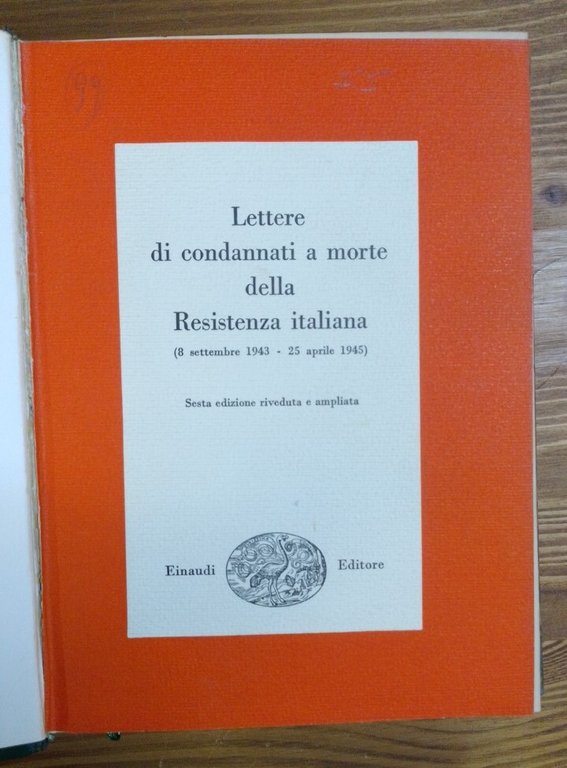 Lettere
di condannati a morte
della
Resistenza italiana
(8 settembre 1943 - 25 aprile 1945)
Sesta edizione riveduta e ampliata
Einaudi Editore